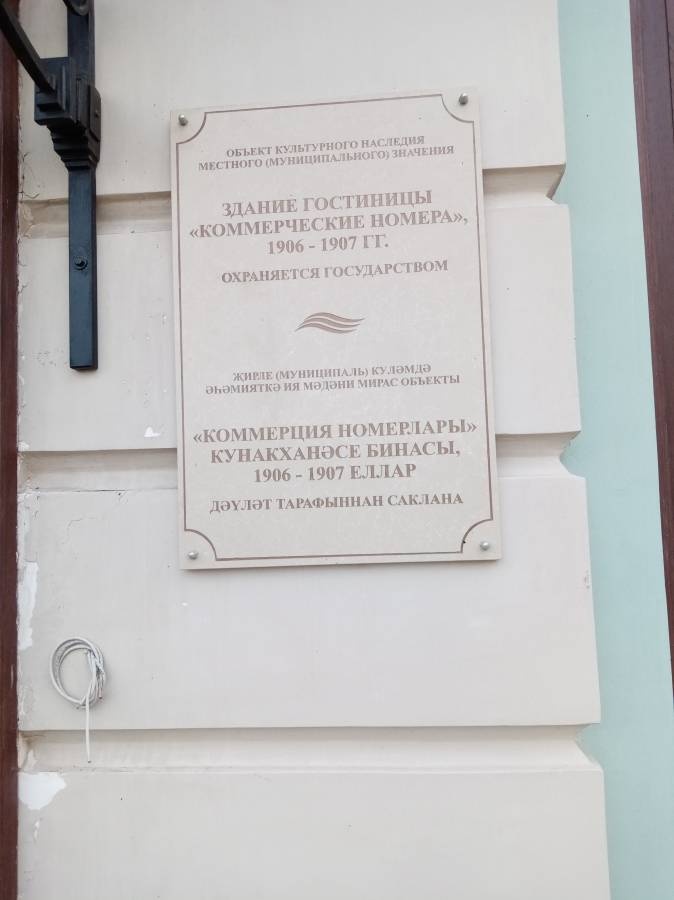 ОБЪЕКТ КУЛЬТУРНОГО НАСЛЕДИЯ
МЕСТНОГО (МУНИЦИПАЛЬНОГО) ЗНАЧЕНИЯ
ЗДАНИЕ ГОСТИНИЦЫ
«КОММЕРЧЕСКИЕ НОМЕРА»,
1906 - 1907 ГГ.
ОХРАНЯЕТСЯ ГОСУДАРСТВОМ
ҖИРЛЕ (МУНИЦИПАЛЬ) КУЛӘМДӘ
ӘҺӘМИЯТКӘ ИЯ МӘДӘНИ МИРАС ОБЪЕКТЫ
«КОММЕРЦИЯ НОМЕРЛАРЫ»
КУНАКХАНӘСЕ БИНАСЫ,
1906 - 1907 ЕЛЛАР
ДӘҮЛӘТ ТАРАФЫННАН САКЛАНА